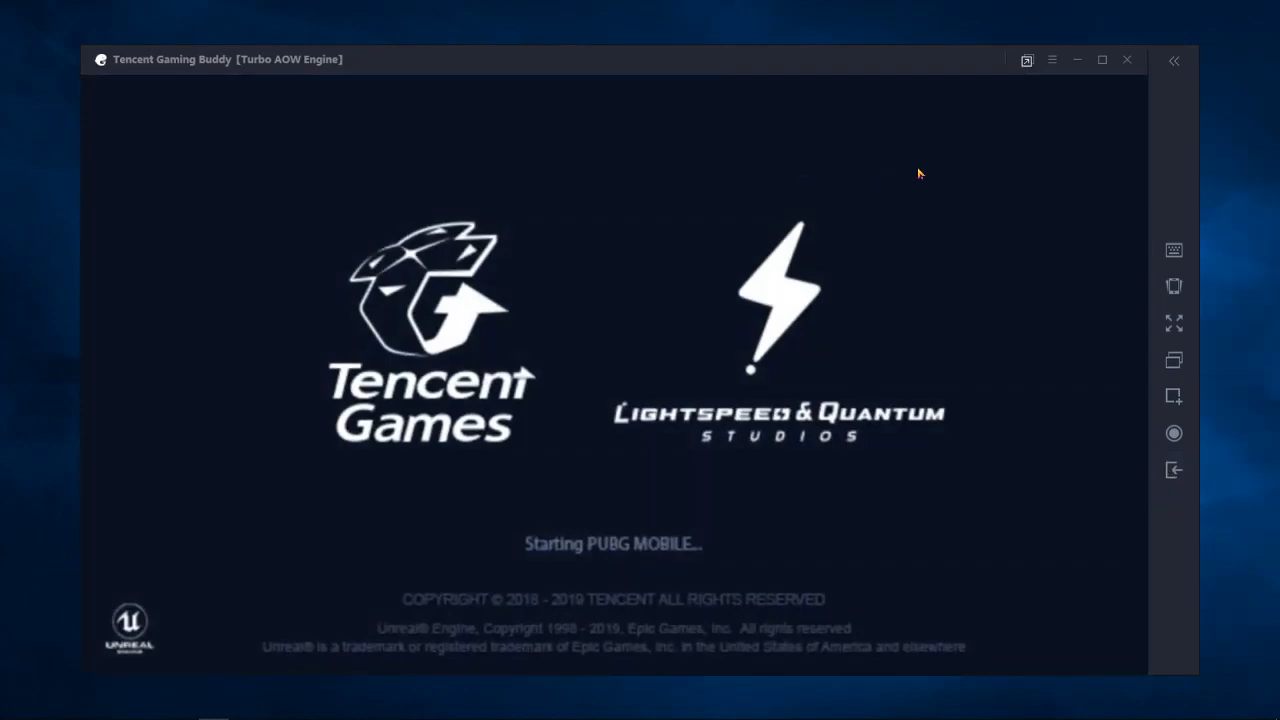 Tencent Gaming Buddy [Turbo AOW Engine]
Tencent
Games
LIGHTSPEED & QUANTUM
STUDIOS
Starting PUBG MOBILE...
COPYRIGHT © 2018 - 2019 TENCENT ALL RIGHTS RESERVED
Unreal® Engine, Copyright 1998 - 2019, Epic Games, Inc. All rights reserved
Unreal® is a trademark or registered trademark of Epic Games, Inc. in the United States of America and elsewhere
UNREAL
ENGINE